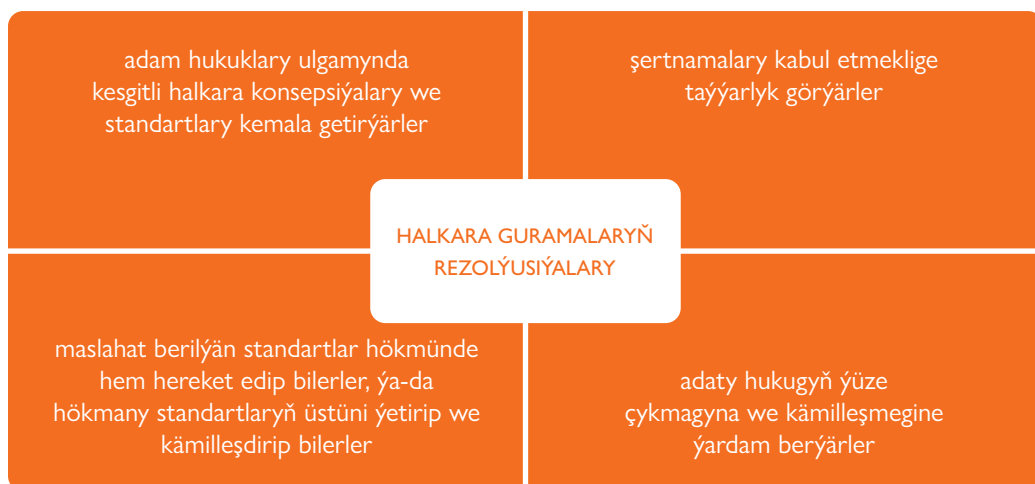 adam hukuklary ulgamynda
kesgitli halkara konsepsiýalary we
standartlary kemala getirýärler
şertnamalary kabul etmeklige
taýýarlyk görýärler
HALKARA GURAMALARYŇ
REZOLÝUSIÝALARY
maslahat berilýän standartlar hökmünde
hem hereket edip bilerler, ýa-da
hökmany standartlaryň üstüni ýetirip we
kämilleşdirip bilerler
adaty hukugyň ýüze
çykmagyna we kämilleşmegine
ýardam berýärler